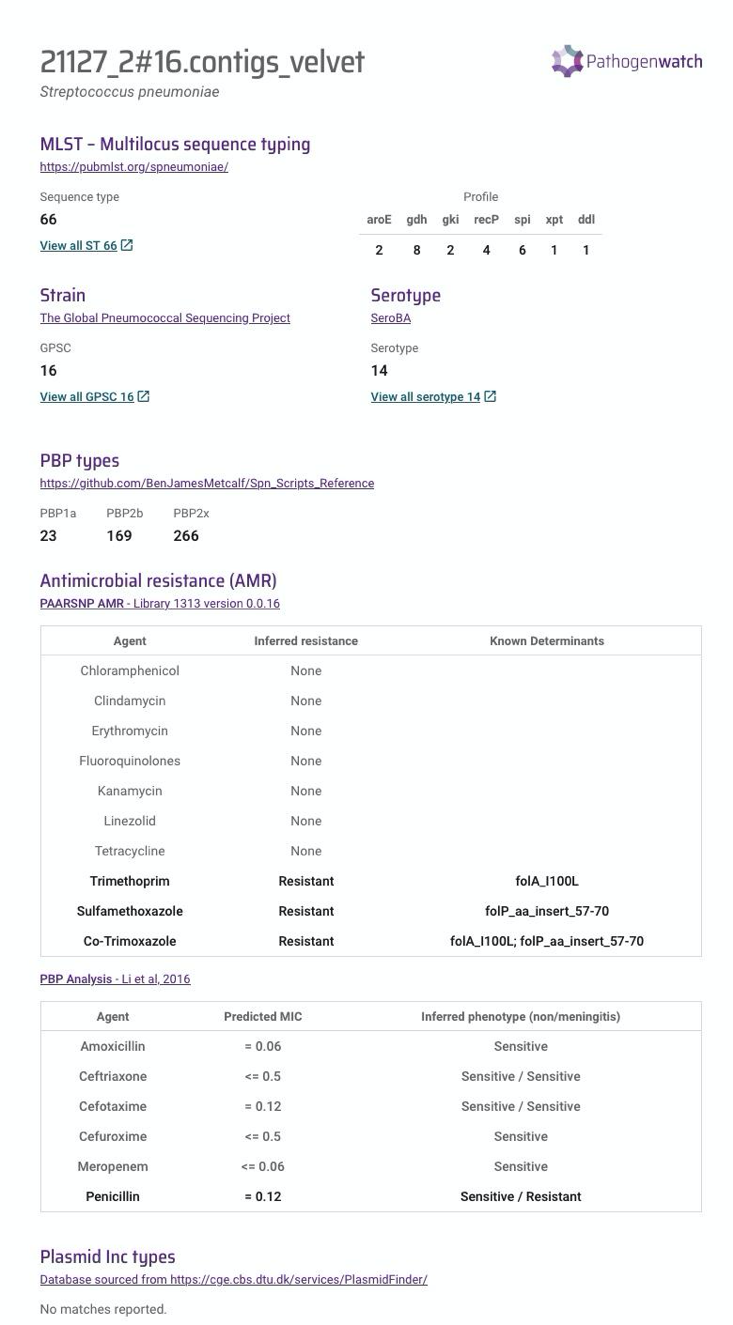 21127_2#16.contigs_velvet
Pathogenwatch
Streptococcus pneumoniae
MLST – Multilocus sequence typing
https://pubmlst.org/spneumoniae/
Sequence type
66
View all ST 66
Profile
aroE gdh gki recP spi xpt ddl
2 8 2 4 6 1 1
Strain
The Global Pneumococcal Sequencing Project
GPSC
16
View all GPSC 16
Serotype
SeroBA
Serotype
14
View all serotype 14
PBP types
https://github.com/BenJamesMetcalf/Spn_Scripts_Reference
PBP1a PBP2b PBP2x
23 169 266
Antimicrobial resistance (AMR)
PAARSNP AMR - Library 1313 version 0.0.16
Agent Inferred resistance Known Determinants
Chloramphenicol None
Clindamycin None
Erythromycin None
Fluoroquinolones None
Kanamycin None
Linezolid None
Tetracycline None
Trimethoprim Resistant folA_I100L
Sulfamethoxazole Resistant folP_aa_insert_57-70
Co-Trimoxazole Resistant folA_I100L; folP_aa_insert_57-70
PBP Analysis - Li et al, 2016
Agent Predicted MIC Inferred phenotype (non/meningitis)
Amoxicillin = 0.06 Sensitive
Ceftriaxone <= 0.5 Sensitive / Sensitive
Cefotaxime = 0.12 Sensitive / Sensitive
Cefuroxime <= 0.5 Sensitive
Meropenem <= 0.06 Sensitive
Penicillin = 0.12 Sensitive / Resistant
Plasmid Inc types
Database sourced from https://cge.cbs.dtu.dk/services/PlasmidFinder/
No matches reported.